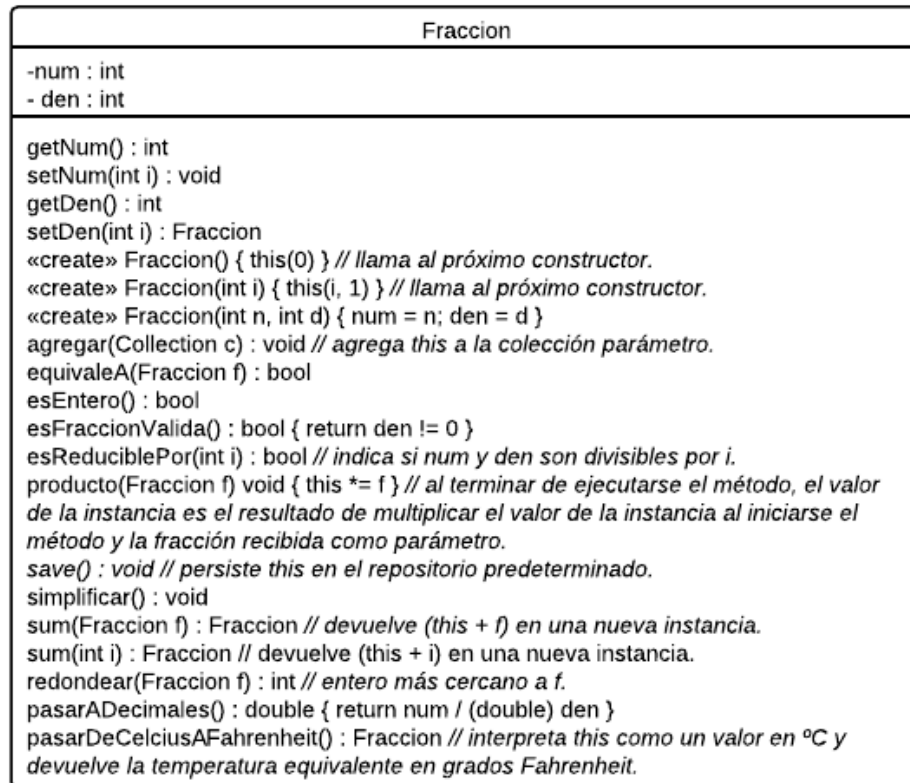 Fraccion
-num : int
- den : int
getNum() : int
setNum(int i) : void
getDen() : int
setDen(int i) : Fraccion
«create» Fraccion() { this(0) } // llama al próximo constructor.
«create» Fraccion(int i) { this(i, 1) } // llama al próximo constructor.
«create» Fraccion(int n, int d) { num = n; den = d }
agregar(Collection c) : void // agrega this a la colección parámetro.
equivaleA(Fraccion f) : bool
esEntero() : bool
esFraccionValida() : bool { return den != 0 }
esReduciblePor(int i) : bool // indica si num y den son divisibles por i.
producto(Fraccion f) void { this *= f } // al terminar de ejecutarse el método, el valor
de la instancia es el resultado de multiplicar el valor de la instancia al iniciarse el
método y la fracción recibida como parámetro.
save() : void // persiste this en el repositorio predeterminado.
simplificar() : void
sum(Fraccion f) : Fraccion // devuelve (this + f) en una nueva instancia.
sum(int i) : Fraccion // devuelve (this + i) en una nueva instancia.
redondear(Fraccion f) : int // entero más cercano a f.
pasarADecimales() : double { return num / (double) den }
pasarDeCelciusAFahrenheit() : Fraccion // interpreta this como un valor en ºC y
devuelve la temperatura equivalente en grados Fahrenheit.